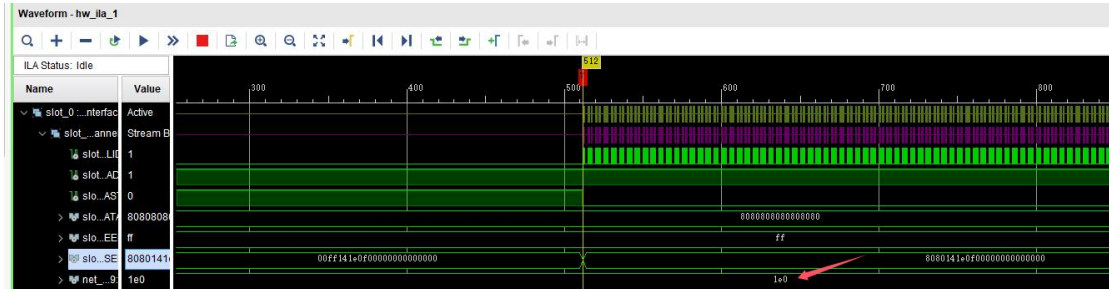 Waveform - hw_ila_1
ILA Status: Idle
512
Name Value
300 400 500 600 700 800
slot_0 :...nterfac Active
slot_...anne Stream B
slot...LID 1
slot...AD 1
slo...AST 0
slo...ATA 80808080 8080808080808080
slo...EE ff ff
slo...SE 8080141e 00ff141e0f00000000000000 8080141e0f00000000000000
net_...9: 1e0 1e0